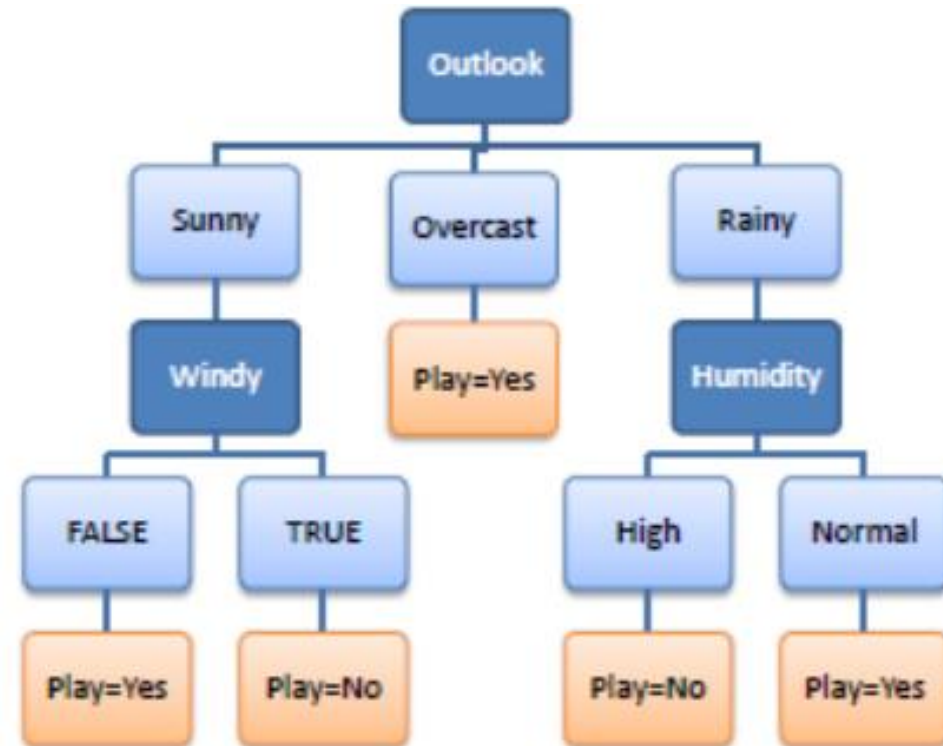 Outlook
Sunny
Overcast
Rainy
Windy
Play=Yes
Humidity
FALSE
TRUE
High
Normal
Play=Yes
Play=No
Play=No
Play=Yes